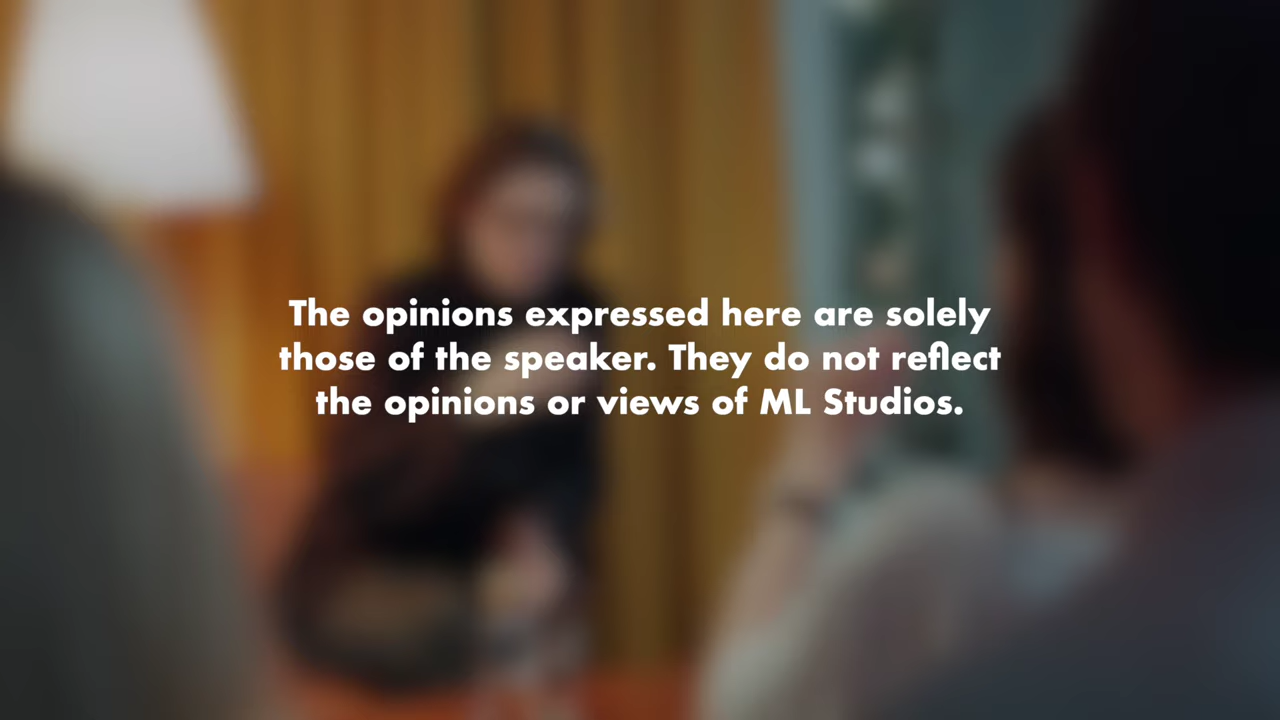 The opinions expressed here are solely
those of the speaker. They do not reflect
the opinions or views of ML Studios.